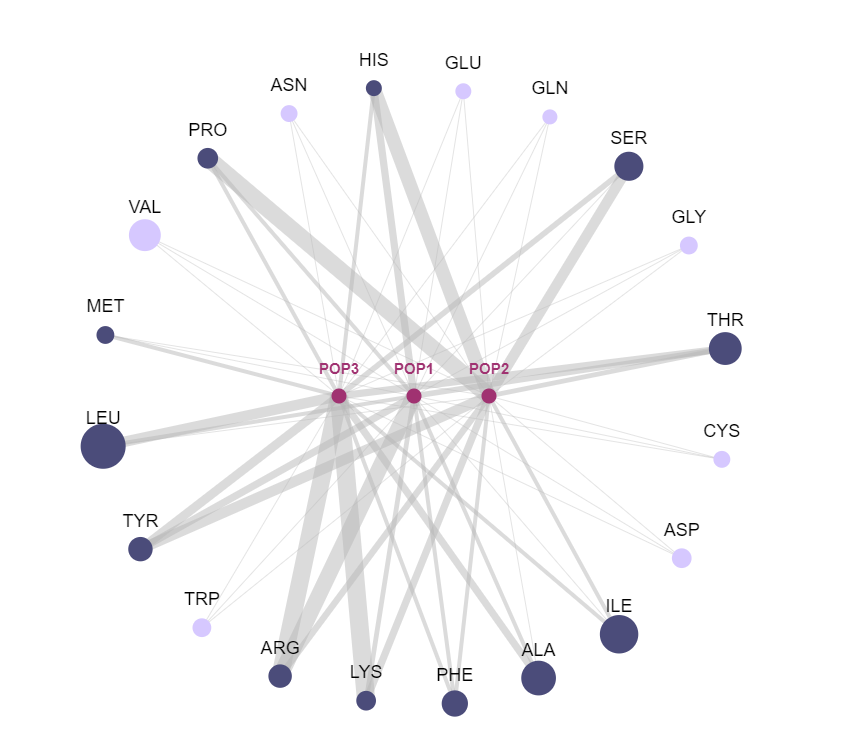 HIS
GLU
ASN
GLN
PRO
SER
VAL
GLY
MET
THR
POP3 POP1 POP2
LEU
CYS
TYR
ASP
TRP
ILE
ARG
ALA
LYS
PHE